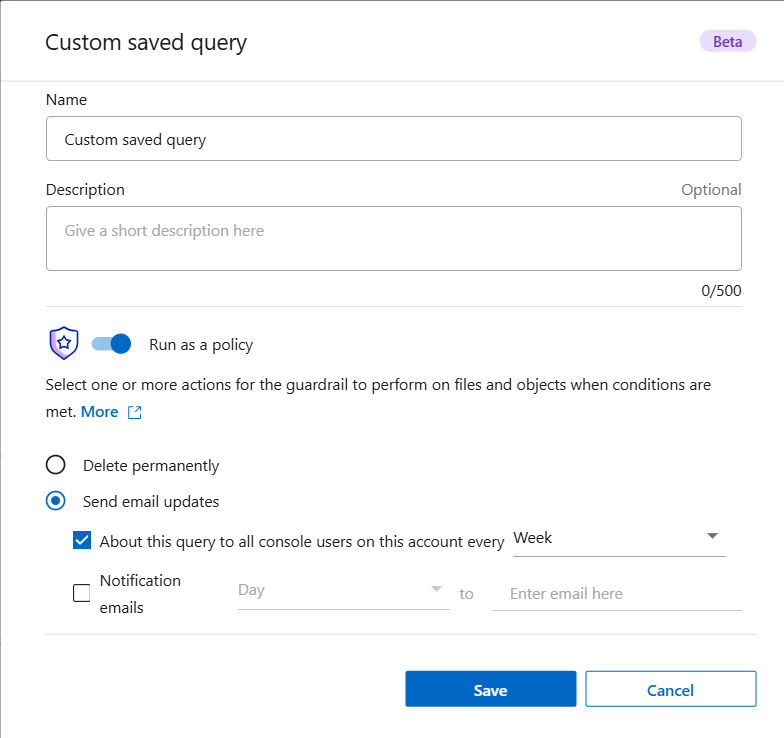 Custom saved query
Beta
Name
Custom saved query
Description
Optional
Give a short description here
0/500
Run as a policy
Select one or more actions for the guardrail to perform on files and objects when conditions are
met. More
Delete permanently
Send email updates
About this query to all console users on this account every Week
Notification
emails
Day
to
Enter email here
Save
Cancel